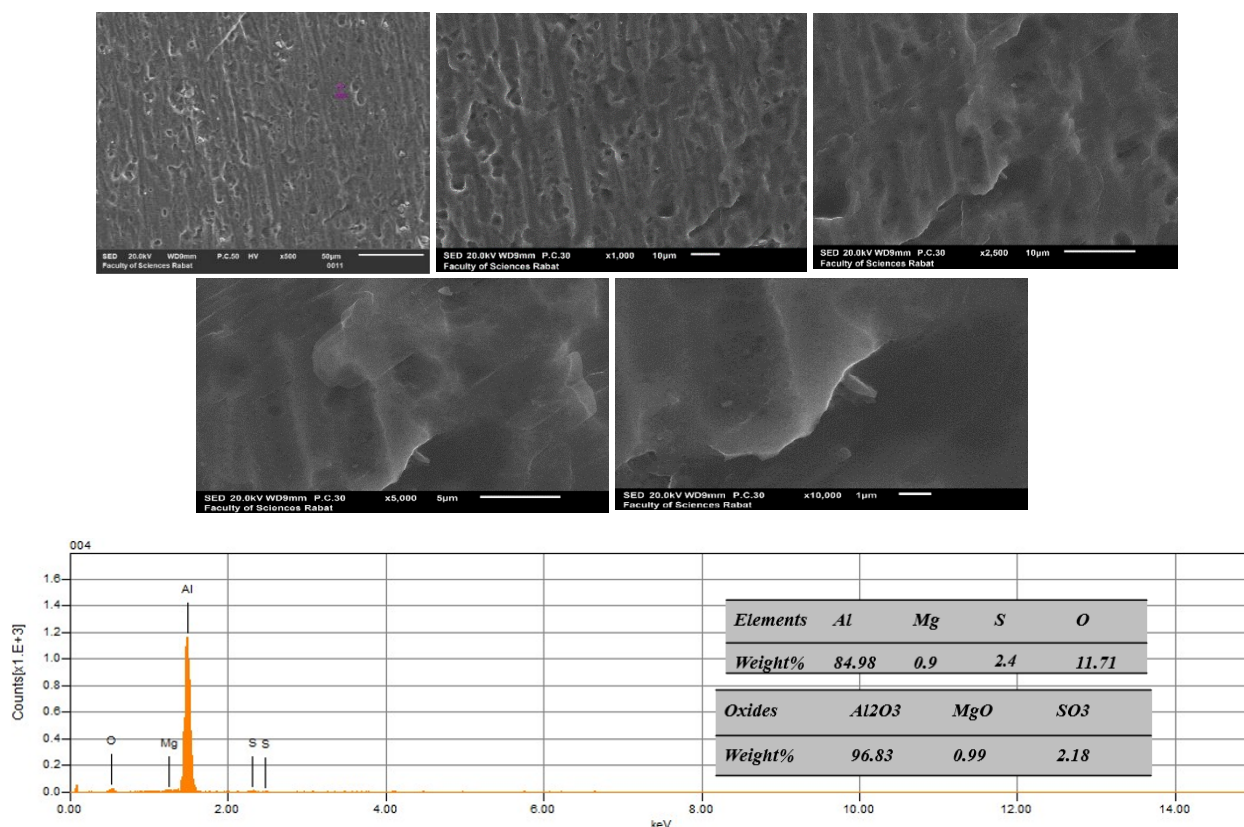 SED 20.0kV WD9mm P.C.50 HV x500 50µm
Faculty of Sciences Rabat 0011
SED 20.0kV WD9mm P.C.30 x1,000 10µm
Faculty of Sciences Rabat
SED 20.0kV WD9mm P.C.30 x2,500 10µm
Faculty of Sciences Rabat
SED 20.0kV WD9mm P.C.30 x5,000 5µm
Faculty of Sciences Rabat
SED 20.0kV WD9mm P.C.30 x10,000 1µm
Faculty of Sciences Rabat
004
Counts[x1.E+3]
1.6
1.4
1.2
1.0
0.8
0.6
0.4
0.2
0.0
O Mg Al S S
0.00 2.00 4.00 6.00 8.00 10.00 12.00 14.00
keV
Elements Al Mg S O
Weight% 84.98 0.9 2.4 11.71
Oxides Al2O3 MgO SO3
Weight% 96.83 0.99 2.18